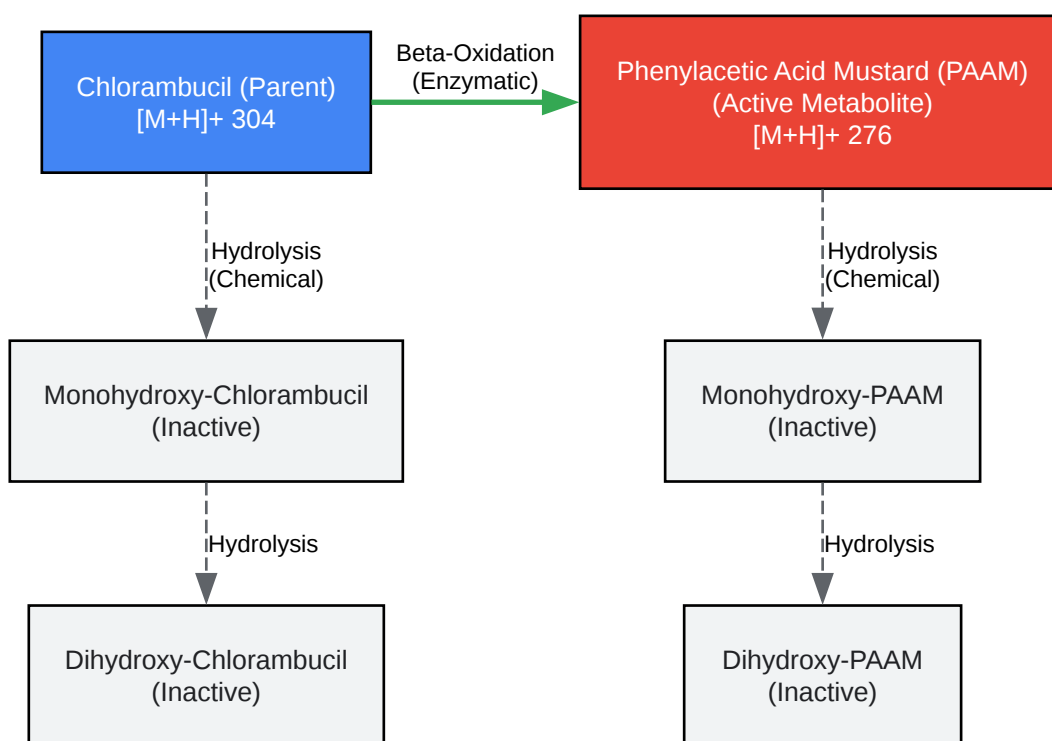 Chlorambucil (Parent)
[M+H]+ 304
Beta-Oxidation
(Enzymatic)
Phenylacetic Acid Mustard (PAAM)
(Active Metabolite)
[M+H]+ 276
Hydrolysis
(Chemical)
Hydrolysis
(Chemical)
Monohydroxy-Chlorambucil
(Inactive)
Monohydroxy-PAAM
(Inactive)
Hydrolysis
Hydrolysis
Dihydroxy-Chlorambucil
(Inactive)
Dihydroxy-PAAM
(Inactive)